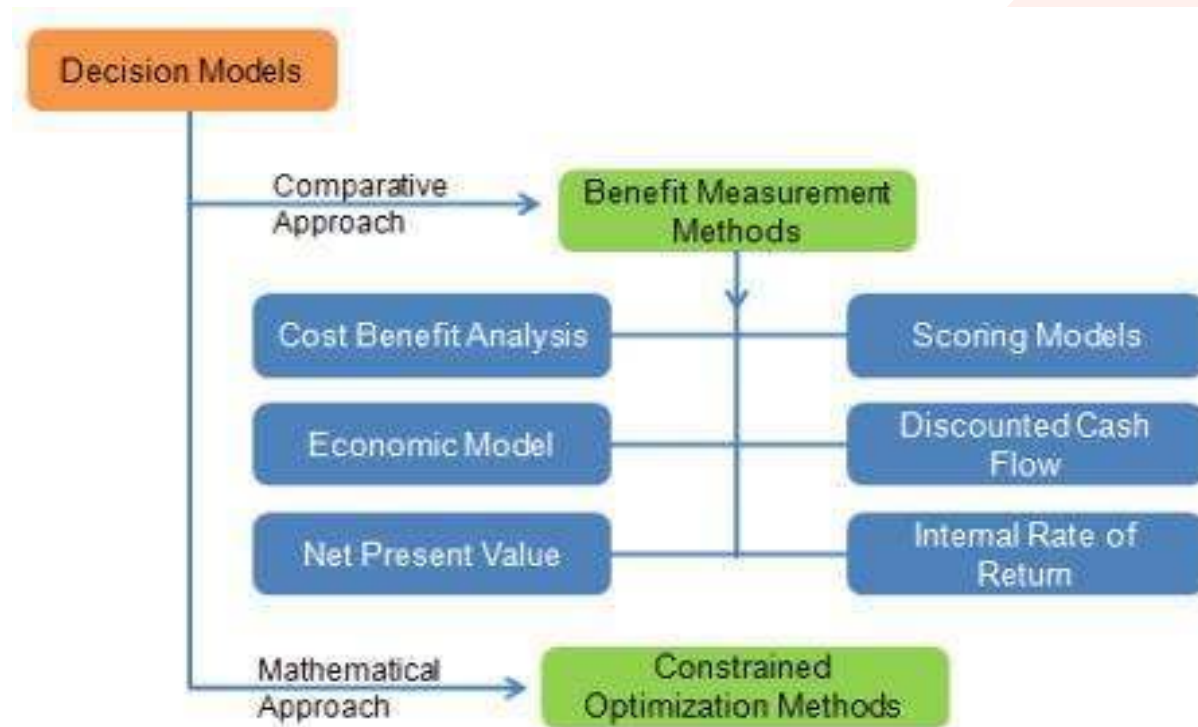 Decision Models
Comparative
Approach
Benefit Measurement
Methods
Cost Benefit Analysis
Scoring Models
Economic Model
Discounted Cash
Flow
Net Present Value
Internal Rate of
Return
Mathematical
Approach
Constrained
Optimization Methods